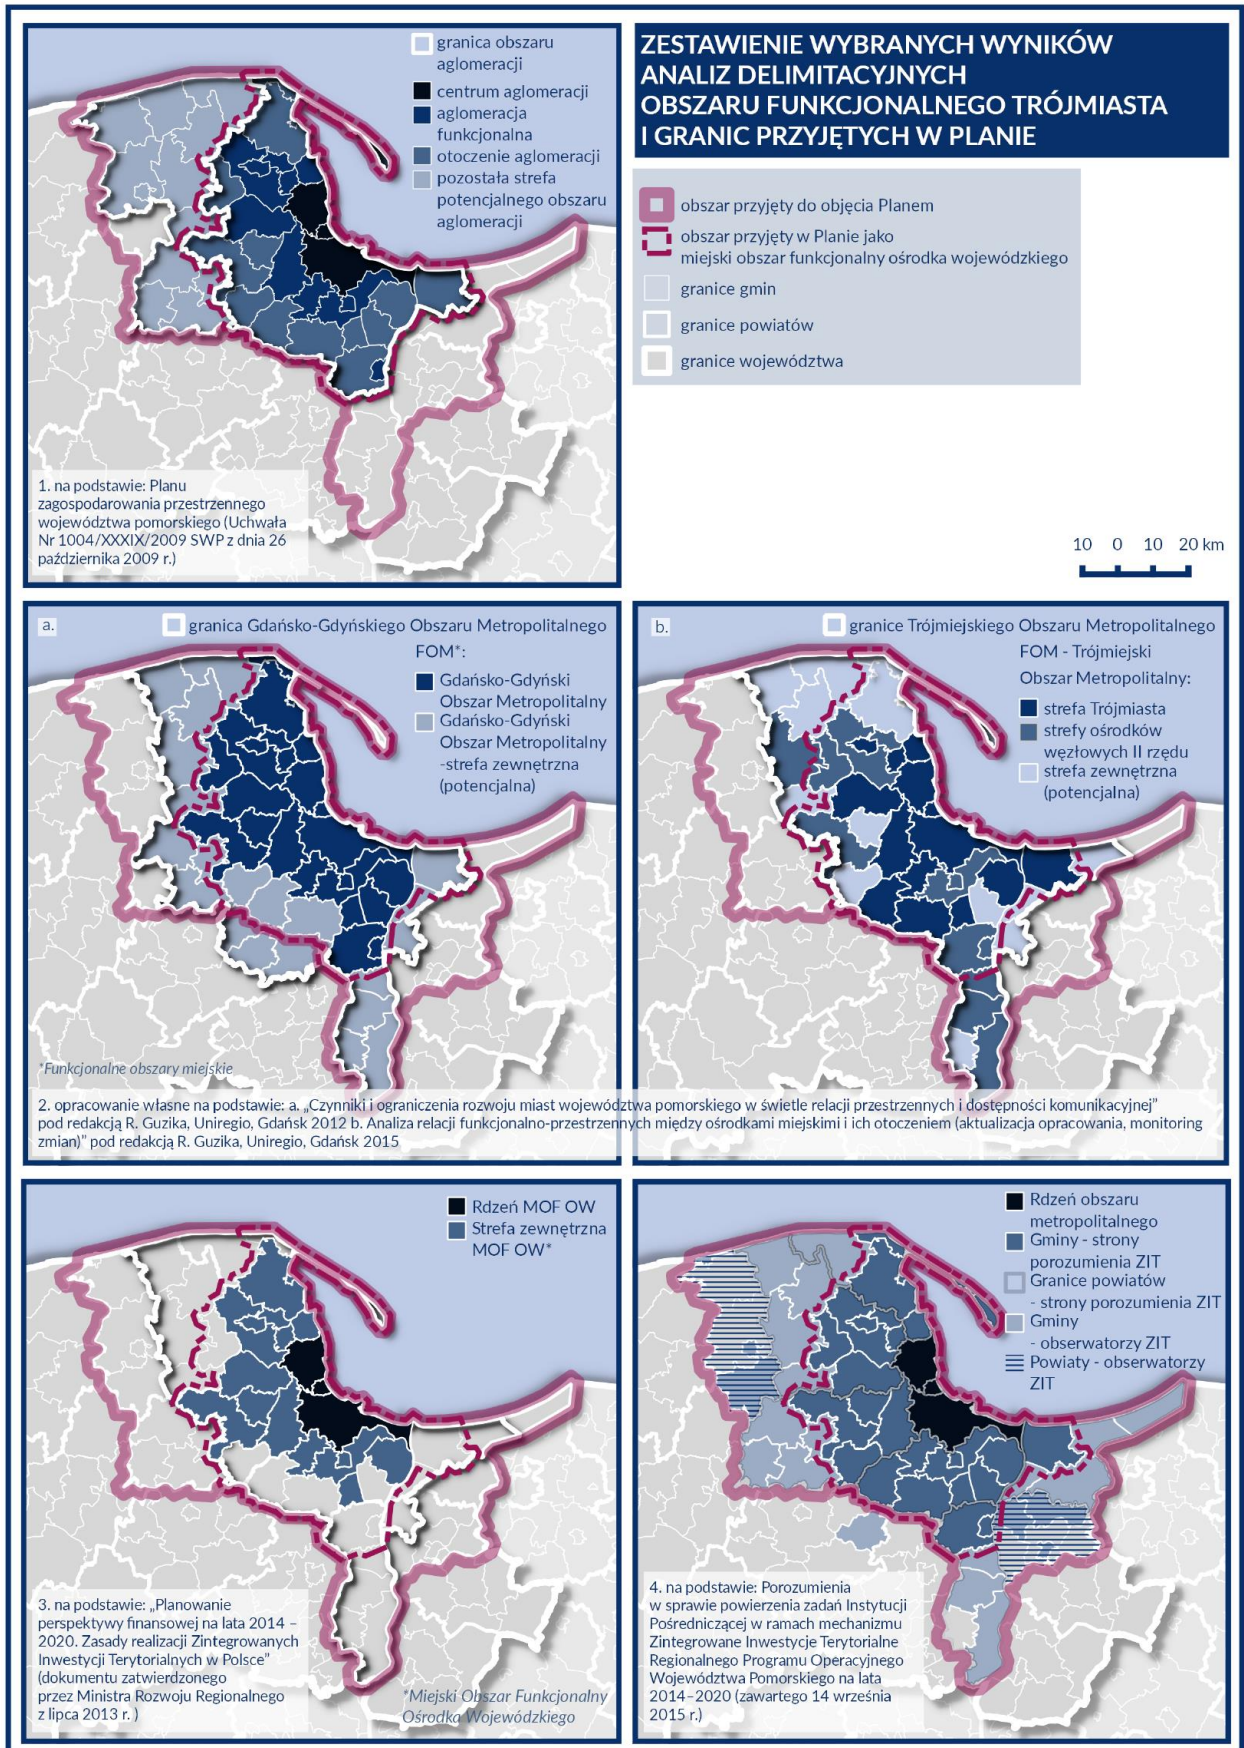 ZESTAWIENIE WYBRANYCH WYNIKÓW
ANALIZ DELIMITACYJNYCH
OBSZARU FUNKCJONALNEGO TRÓJMIASTA
I GRANIC PRZYJĘTYCH W PLANIE
granica obszaru
aglomeracji
centrum aglomeracji
aglomeracja
funkcjonalna
otoczenie aglomeracji
pozostała strefa
potencjalnego obszaru
aglomeracji
obszar przyjęty do objęcia Planem
obszar przyjęty w Planie jako
miejski obszar funkcjonalny ośrodka wojewódzkiego
granice gmin
granice powiatów
granice województwa
1. na podstawie: Planu
zagospodarowania przestrzennego
województwa pomorskiego (Uchwała
Nr 1004/XXXIX/2009 SWP z dnia 26
października 2009 r.)
10 0 10 20 km
a.
granica Gdańsko-Gdyńskiego Obszaru Metropolitalnego
FOM*:
Gdańsko-Gdyński
Obszar Metropolitalny
Gdańsko-Gdyński
Obszar Metropolitalny
-strefa zewnętrzna
(potencjalna)
*Funkcjonalne obszary miejskie
b.
granice Trójmiejskiego Obszaru Metropolitalnego
FOM - Trójmiejski
Obszar Metropolitalny:
strefa Trójmiasta
strefy ośrodków
węzłowych II rzędu
strefa zewnętrzna
(potencjalna)
2. opracowanie własne na podstawie: a. „Czynniki i ograniczenia rozwoju miast województwa pomorskiego w świetle relacji przestrzennych i dostępności komunikacyjnej”
pod redakcją R. Guzika, Uniregio, Gdańsk 2012 b. Analiza relacji funkcjonalno-przestrzennych między ośrodkami miejskimi i ich otoczeniem (aktualizacja opracowania, monitoring
zmian)” pod redakcją R. Guzika, Uniregio, Gdańsk 2015
Rdzeń MOF OW
Strefa zewnętrzna
MOF OW*
3. na podstawie: „Planowanie
perspektywy finansowej na lata 2014 –
2020. Zasady realizacji Zintegrowanych
Inwestycji Terytorialnych w Polsce”
(dokumentu zatwierdzonego
przez Ministra Rozwoju Regionalnego
z lipca 2013 r. )
*Miejski Obszar Funkcjonalny
Ośrodka Wojewódzkiego
Rdzeń obszaru
metropolitalnego
Gminy - strony
porozumienia ZIT
Granice powiatów
- strony porozumienia ZIT
Gminy
- obserwatorzy ZIT
Powiaty - obserwatorzy
ZIT
4. na podstawie: Porozumienia
w sprawie powierzenia zadań Instytucji
Pośredniczącej w ramach mechanizmu
Zintegrowane Inwestycje Terytorialne
Regionalnego Programu Operacyjnego
Województwa Pomorskiego na lata
2014–2020 (zawartego 14 września
2015 r.)